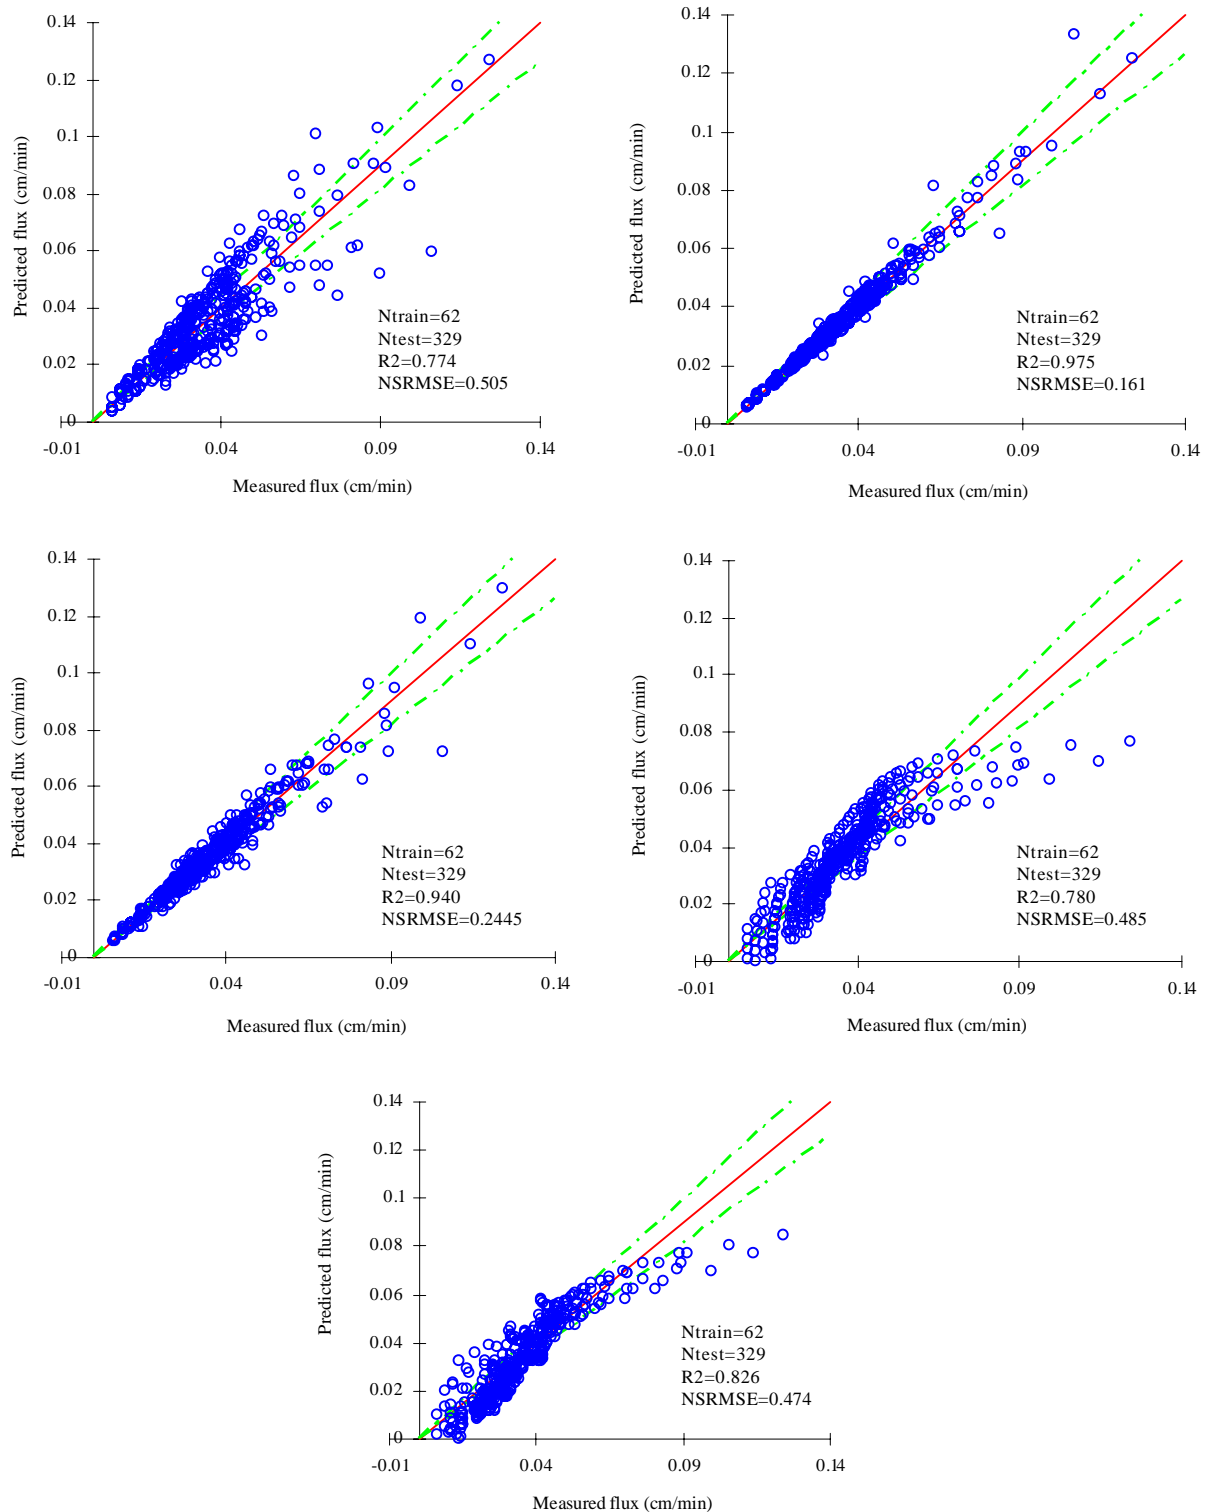 0.14
0.12
0.1
0.08
0.06
0.04
0.02
0
Predicted flux (cm/min)
Ntrain=62
Ntest=329
R2=0.774
NSRMSE=0.505
-0.01 0.04 0.09 0.14
Measured flux (cm/min)
0.14
0.12
0.1
0.08
0.06
0.04
0.02
0
Predicted flux (cm/min)
Ntrain=62
Ntest=329
R2=0.975
NSRMSE=0.161
-0.01 0.04 0.09 0.14
Measured flux (cm/min)
0.14
0.12
0.1
0.08
0.06
0.04
0.02
0
Predicted flux (cm/min)
Ntrain=62
Ntest=329
R2=0.940
NSRMSE=0.2445
-0.01 0.04 0.09 0.14
Measured flux (cm/min)
0.14
0.12
0.1
0.08
0.06
0.04
0.02
0
Predicted flux (cm/min)
Ntrain=62
Ntest=329
R2=0.780
NSRMSE=0.485
-0.01 0.04 0.09 0.14
Measured flux (cm/min)
0.14
0.12
0.1
0.08
0.06
0.04
0.02
0
Predicted flux (cm/min)
Ntrain=62
Ntest=329
R2=0.826
NSRMSE=0.474
-0.01 0.04 0.09 0.14
Measured flux (cm/min)